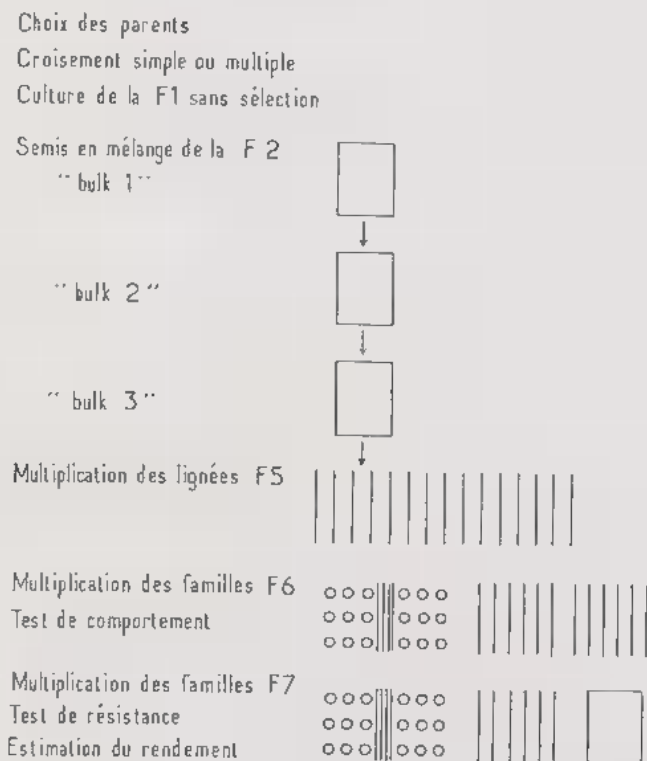 Choix des parents
Croisement simple ou multiple
Culture de la F1 sans sélection
Semis en mélange de la F 2
"bulk 1"
"bulk 2"
"bulk 3"
Multiplication des lignées F5
Multiplication des familles F6
Test de comportement
Multiplication des familles F7
Test de résistance
Estimation du rendement